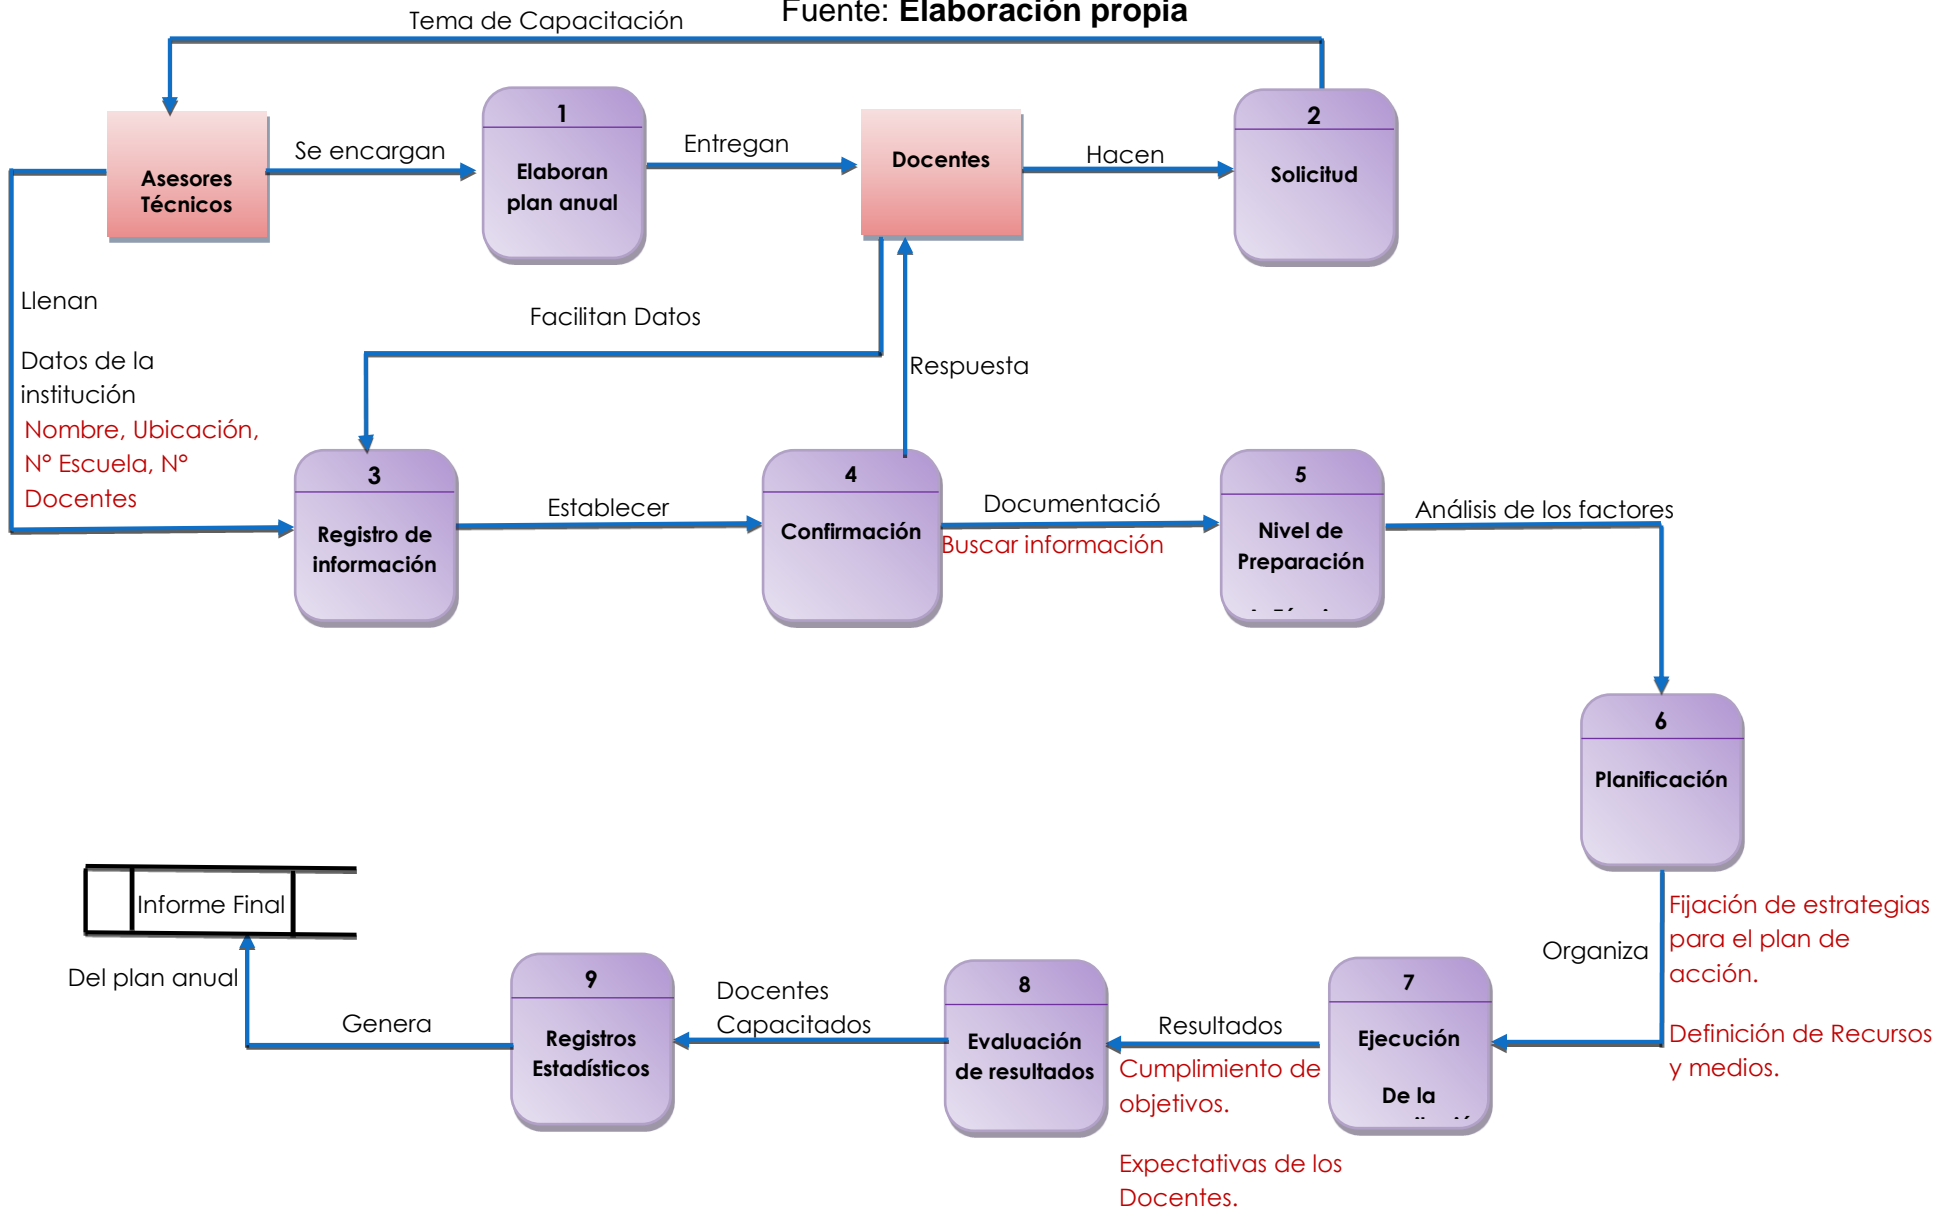 Fuente: Elaboración propia
Tema de Capacitación
Asesores
Técnicos
Se encargan
1
Elaboran
plan anual
Entregan
Docentes
Hacen
2
Solicitud
Llenan
Datos de la
institución
Nombre, Ubicación,
N° Escuela, N°
Docentes
Facilitan Datos
Respuesta
3
Registro de
información
Establecer
4
Confirmación
Documentació
Buscar información
5
Nivel de
Preparación
Análisis de los factores
6
Planificación
Fijación de estrategias
para el plan de
acción.
Definición de Recursos
y medios.
Organiza
7
Ejecución
De la
Resultados
Cumplimiento de
objetivos.
Expectativas de los
Docentes.
8
Evaluación
de resultados
Docentes
Capacitados
9
Registros
Estadísticos
Genera
Del plan anual
Informe Final